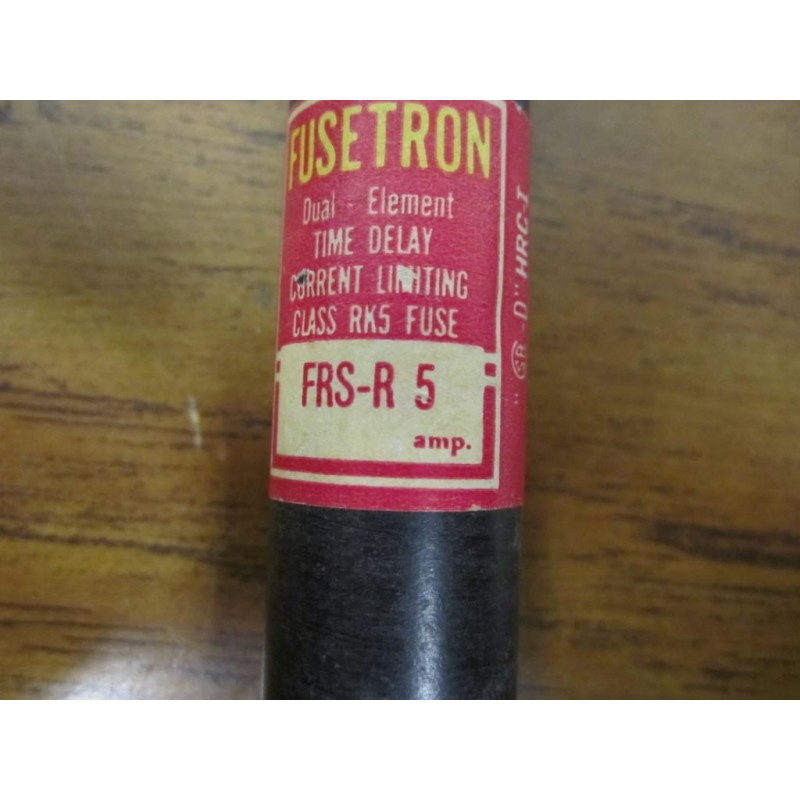 FUSETRON
Dual - Element
TIME DELAY
CURRENT LIMITING
CLASS RK5 FUSE
FRS-R 5
amp.
-D" HRC-I